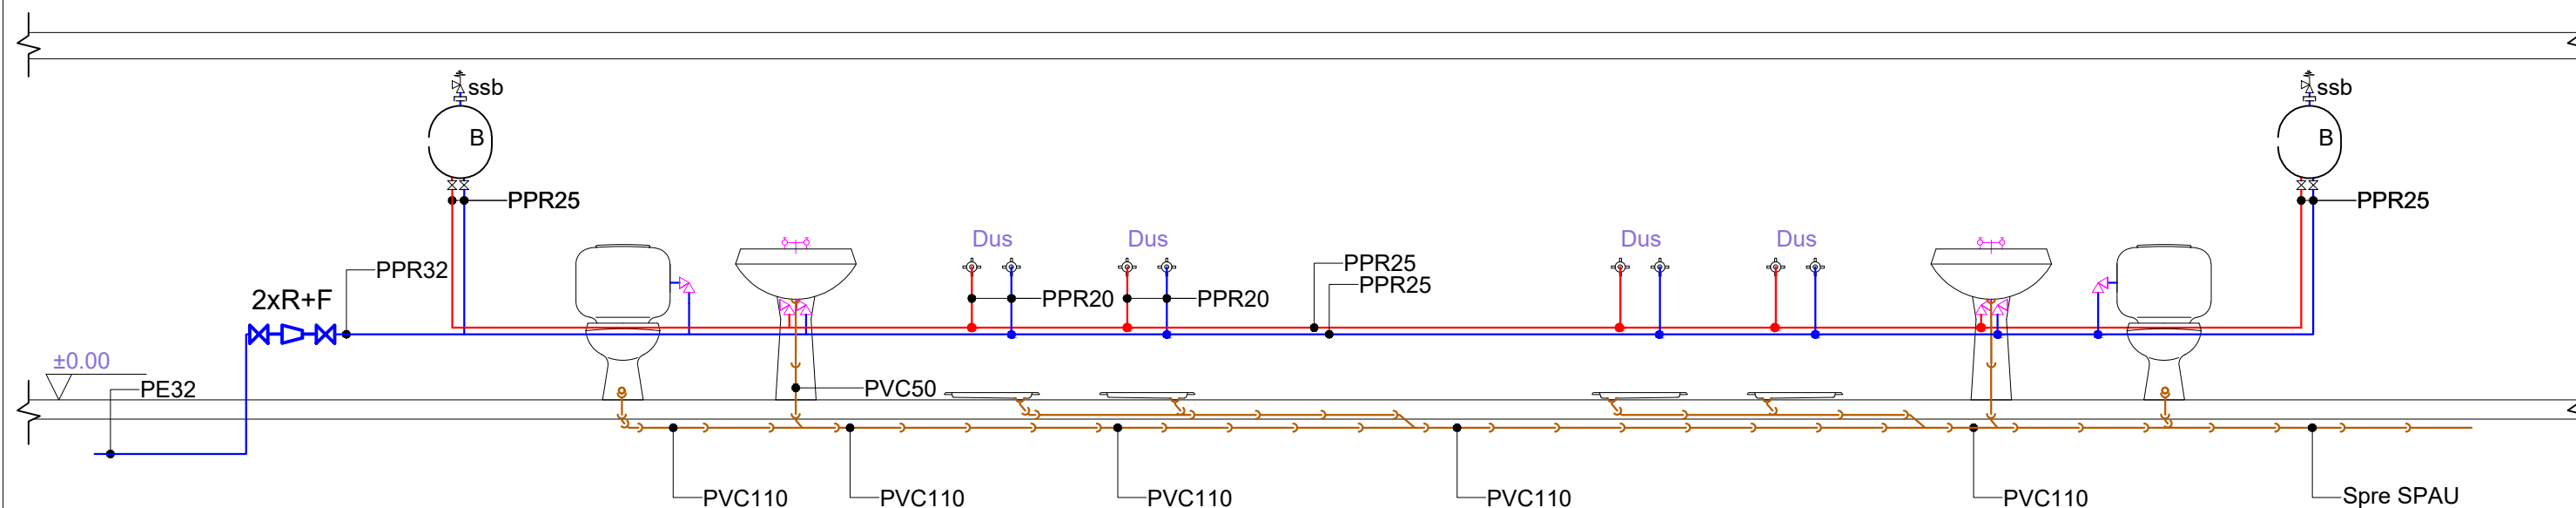 ssb
ssb
B
B
PPR25
PPR25
Dus
Dus
Dus
Dus
PPR32
PPR25
PPR25
2xR+F
PPR20
PPR20
±0.00
PE32
PVC50
PVC110
PVC110
PVC110
PVC110
PVC110
Spre SPAU